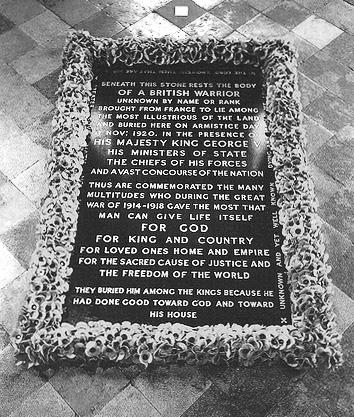 BENEATH THIS STONE RESTS THE BODY
OF A BRITISH WARRIOR
UNKNOWN BY NAME OR RANK
BROUGHT FROM FRANCE TO LIE AMONG
THE MOST ILLUSTRIOUS OF THE LAND
AND BURIED HERE ON ARMISTICE DAY
NOV: 1920, IN THE PRESENCE OF
HIS MAJESTY KING GEORGE V
HIS MINISTERS OF STATE
THE CHIEFS OF HIS FORCES
AND A VAST CONCOURSE OF THE NATION
THUS ARE COMMEMORATED THE MANY
MULTITUDES WHO DURING THE GREAT
WAR OF 1914-1918 GAVE THE MOST THAT
MAN CAN GIVE LIFE ITSELF
FOR GOD
FOR KING AND COUNTRY
FOR LOVED ONES HOME AND EMPIRE
FOR THE SACRED CAUSE OF JUSTICE AND
THE FREEDOM OF THE WORLD
THEY BURIED HIM AMONG THE KINGS BECAUSE HE
HAD DONE GOOD TOWARD GOD AND TOWARD
HIS HOUSE
X UNKNOWN AND YET WELL KNOWN